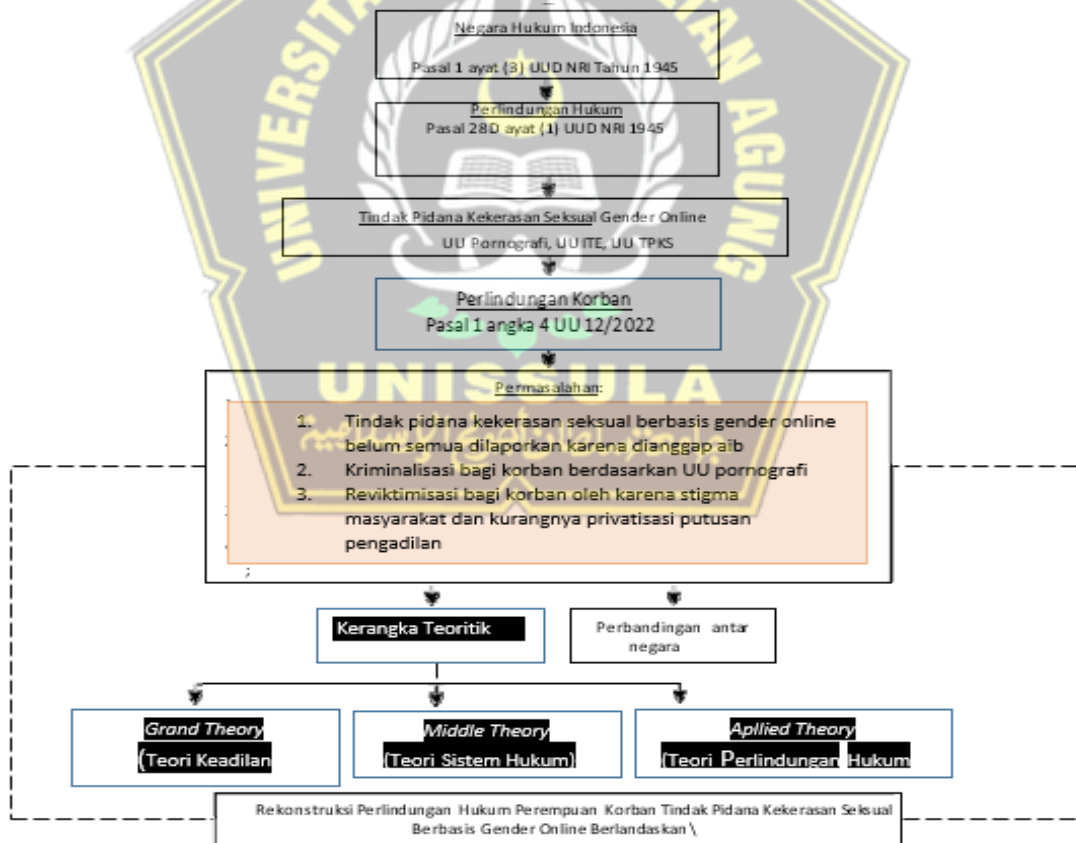 Negara Hukum Indonesia
Pasal 1 ayat (3) UUD NRI Tahun 1945
Perlindungan Hukum
Pasal 28D ayat (1) UUD NRI 1945
Tindak Pidana Kekerasan Seksual Gender Online
UU Pornografi, UU ITE, UU TPKS
Perlindungan Korban
Pasal 1 angka 4 UU 12/2022
UNISSULA
Permasalahan:
1. Tindak pidana kekerasan seksual berbasis gender online
belum semua dilaporkan karena dianggap aib
2. Kriminalisasi bagi korban berdasarkan UU pornografi
3. Reviktimisasi bagi korban oleh karena stigma
masyarakat dan kurangnya privatisasi putusan
pengadilan
;
Kerangka Teoritik
Perbandingan antar
negara
Grand Theory
(Teori Keadilan
Middle Theory
(Teori Sistem Hukum)
Apllied Theory
(Teori Perlindungan Hukum
Rekonstruksi Perlindungan Hukum Perempuan Korban Tindak Pidana Kekerasan Seksual
Berbasis Gender Online Berlandaskan \